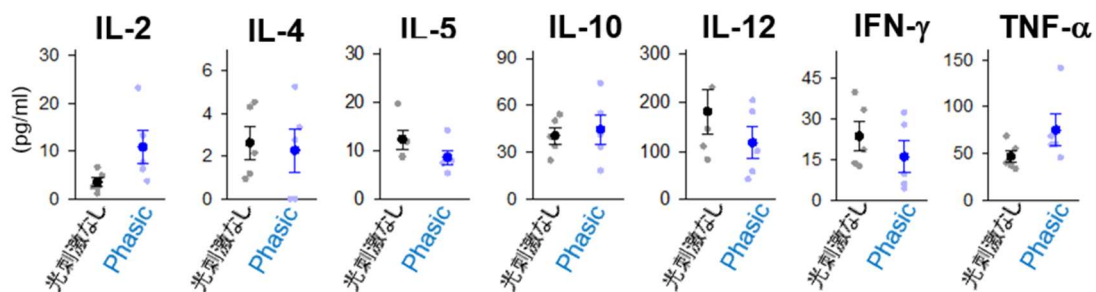 IL-2 IL-4 IL-5 IL-10 IL-12 IFN-γ TNF-α
(pg/ml)
30 20 10 0
6 4 2 0
30 20 10 0
90 60 30 0
300 200 100 0
45 30 15 0
150 100 50 0
光刺激なし Phasic 光刺激なし Phasic 光刺激なし Phasic 光刺激なし Phasic 光刺激なし Phasic 光刺激なし Phasic 光刺激なし Phasic